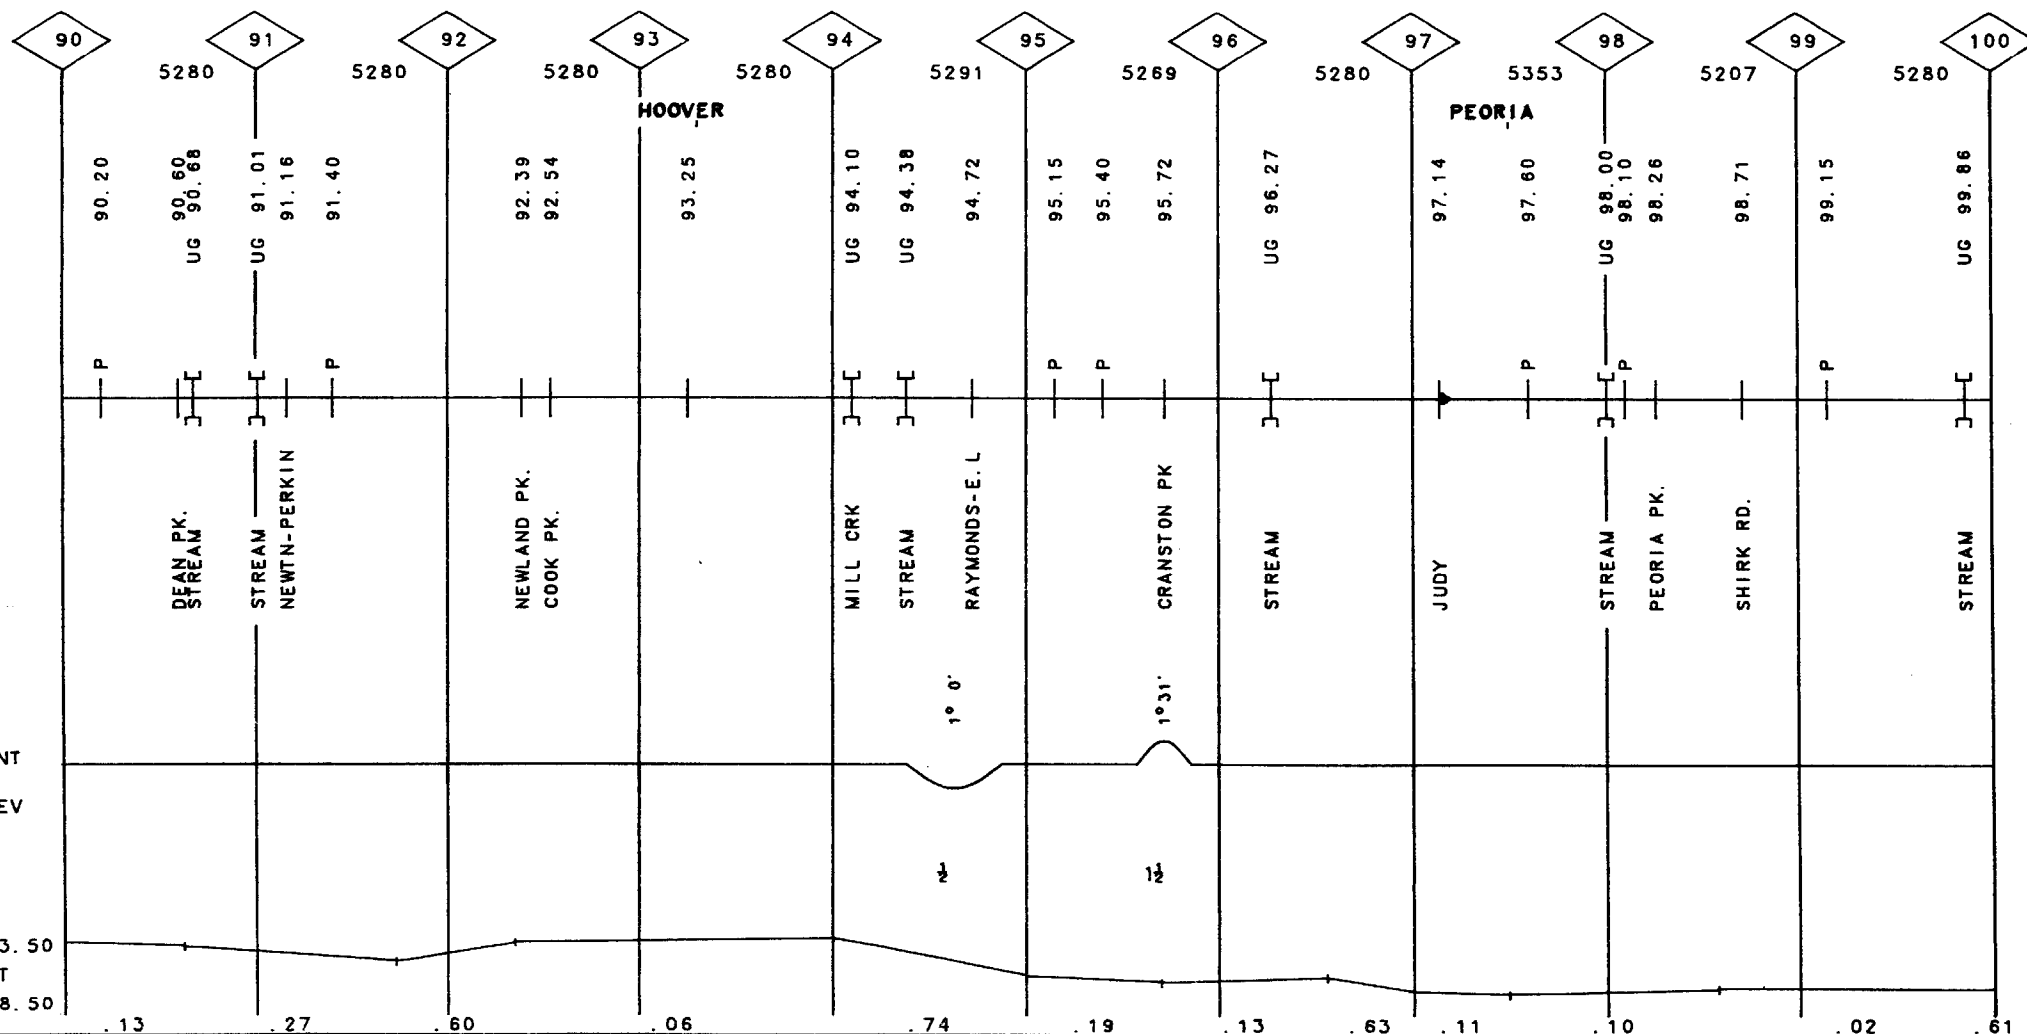 90 91 92 93 94 95 96 97 98 99 100
5280 5280 5280 5280 5291 5269 5280 5353 5207 5280
HOOVER PEORIA
90.20
90.60
UG 90.68
UG 91.01
91.16
91.40
92.39
92.54
93.25
UG 94.10
UG 94.38
94.72
95.15
95.40
95.72
UG 96.27
97.14
97.60
UG 98.00
98.10
98.26
98.71
99.15
UG 99.86
P P P P P P
DEAN PK.
STREAM
STREAM
NEWTN-PERKIN
NEWLAND PK.
COOK PK.
MILL CRK
STREAM
RAYMONDS-E.L
CRANSTON PK
STREAM
JUDY
STREAM
PEORIA PK.
SHIRK RD.
STREAM
1° 0'
1°31'
NT
EV
½ 1½
3.50
T
8.50
.13 .27 .60 .06 .74 .19 .13 .63 .11 .10 .02 .61